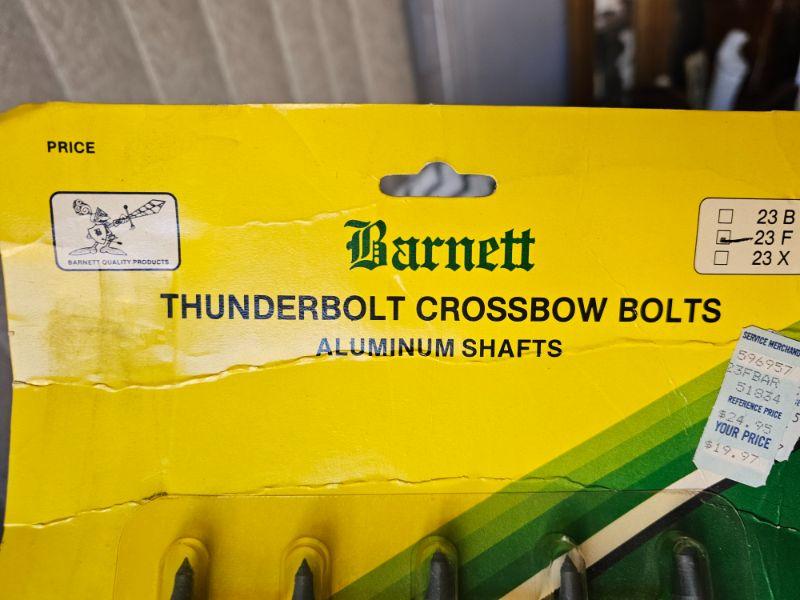 PRICE
BARNETT QUALITY PRODUCTS
Barnett
23 B
23 F
23 X
THUNDERBOLT CROSSBOW BOLTS
ALUMINUM SHAFTS
SERVICE MERCHAND
596957
23FBAR
51834
REFERENCE PRICE
$24.95
YOUR PRICE
$19.97